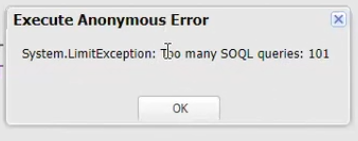 Execute Anonymous Error
System.LimitException: Too many SOQL queries: 101
OK